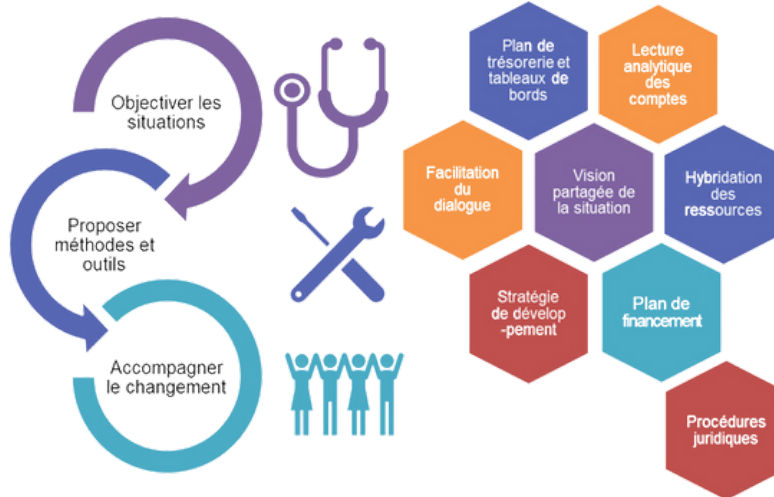 Objectiver les
situations
Proposer
méthodes et
outils
Accompagner
le changement
Plan de
trésorerie et
tableaux de
bords
Lecture
analytique
des
comptes
Facilitation
du
dialogue
Vision
partagée de
la situation
Hybridation
des
ressources
Stratégie
de dévelop
-pement
Plan de
financement
Procédures
juridiques